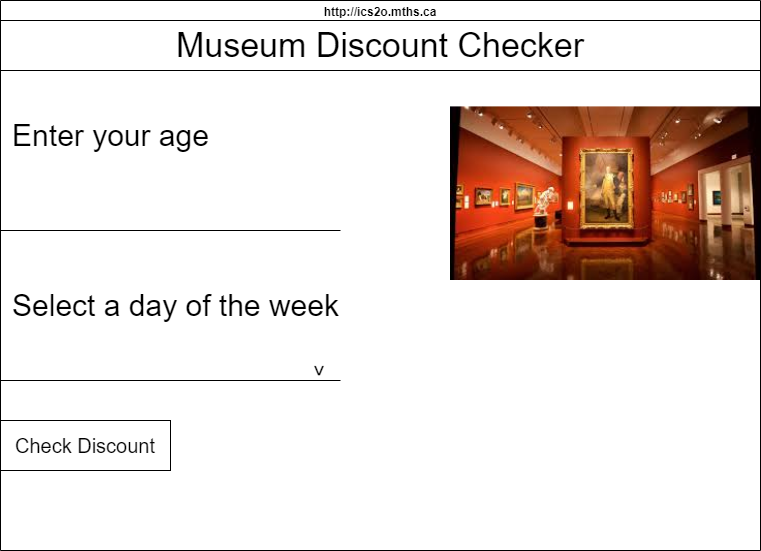 http://ics2o.mths.ca
Museum Discount Checker
Enter your age
Select a day of the week
v
Check Discount